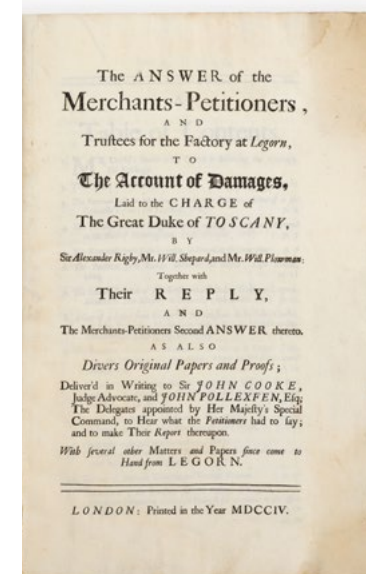 The ANSWER of the
Merchants-Petitioners,
AND
Truſtees for the Factory at Legorn,
TO
The Account of Damages,
Laid to the CHARGE of
The Great Duke of TOSCANY,
BY
Sir Alexander Rigby, Mr. Will. Shepard, and Mr. Will. Plowman;
Together with
Their REPLY,
AND
The Merchants-Petitioners Second ANSWER thereto.
AS ALSO
Divers Original Papers and Proofs;
Deliver'd in Writing to Sir JOHN COOKE,
Judge Advocate, and JOHN POLLEXFEN, Eſq;
The Delegates appointed by Her Majeſty's Special
Command, to Hear what the Petitioners had to ſay;
and to make Their Report thereupon.
With ſeveral other Matters and Papers ſince come to
Hand from LEGORN.
LONDON: Printed in the Year MDCCIV.